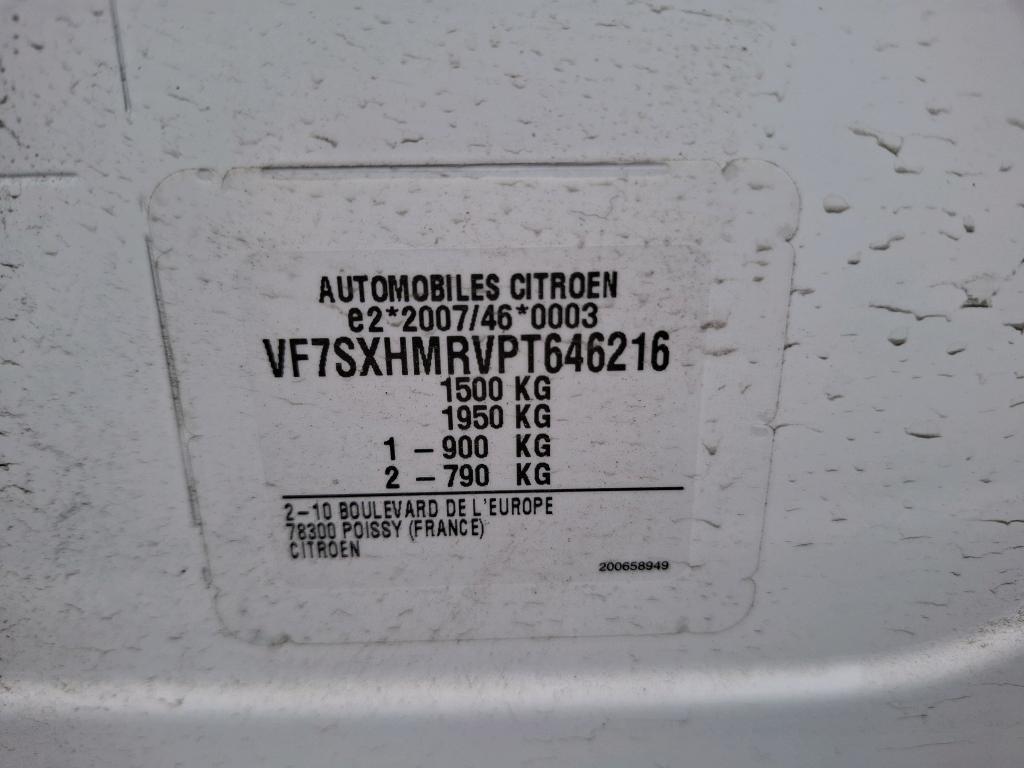 AUTOMOBILES CITROEN
e2*2007/46*0003
VF7SXHMRVPT646216
1500 KG
1950 KG
1 – 900 KG
2 – 790 KG
2–10 BOULEVARD DE L'EUROPE
78300 POISSY (FRANCE)
CITROEN
200658949